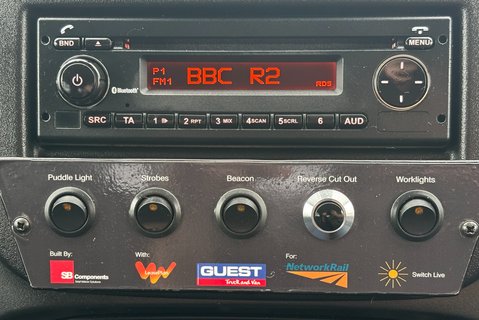 BND
MENU
P1
FM1
BBC R2
RDS
Bluetooth
SRC TA 1 2 RPT 3 MIX 4 SCAN 5 SCRL 6 AUD
Puddle Light Strobes Beacon Reverse Cut Out Worklights
Built By: With: For:
SB Components
GUEST
Truck and Van
NetworkRail
Switch Live